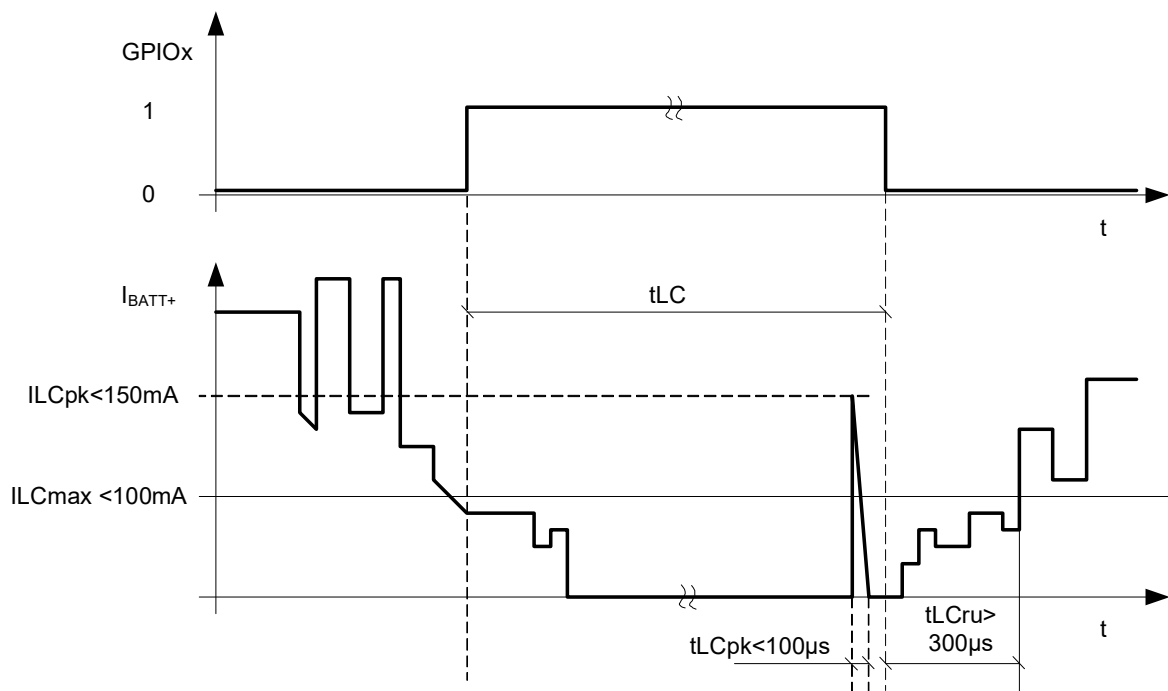 GPIOx
1
0
t
IBATT+
tLC
ILCpk<150mA
ILCmax <100mA
tLCru>
300µs
tLCpk<100µs
t